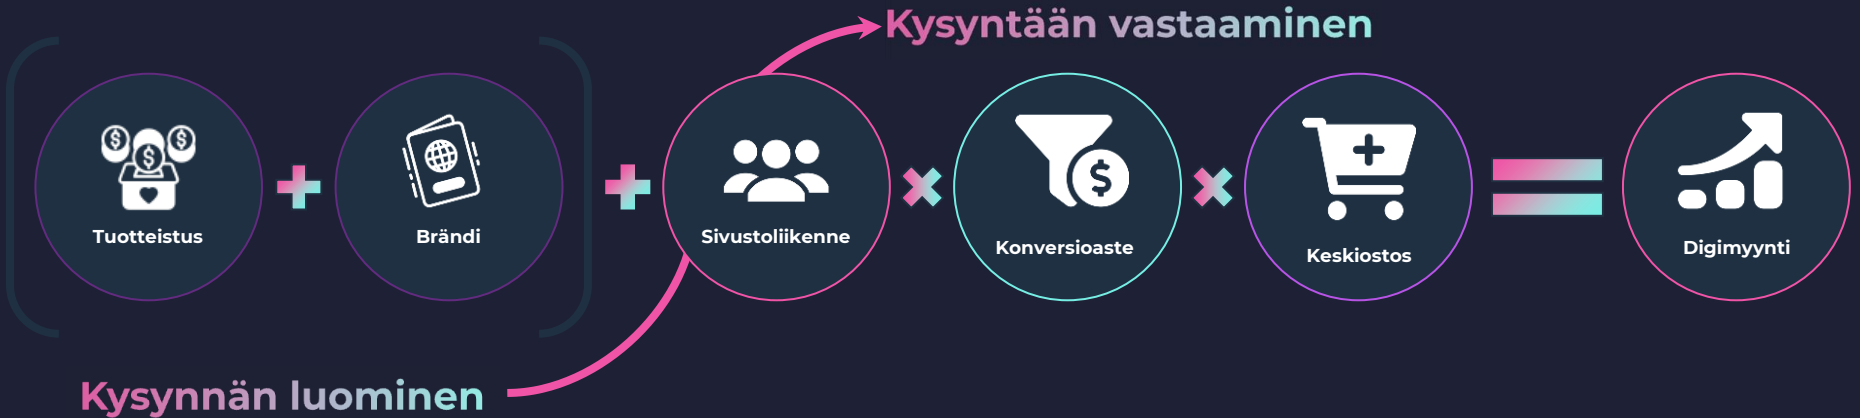 Kysyntään vastaaminen
Tuotteistus
Brändi
Sivustoliikenne
Konversioaste
Keskiostos
Digimyynti
Kysynnän luominen